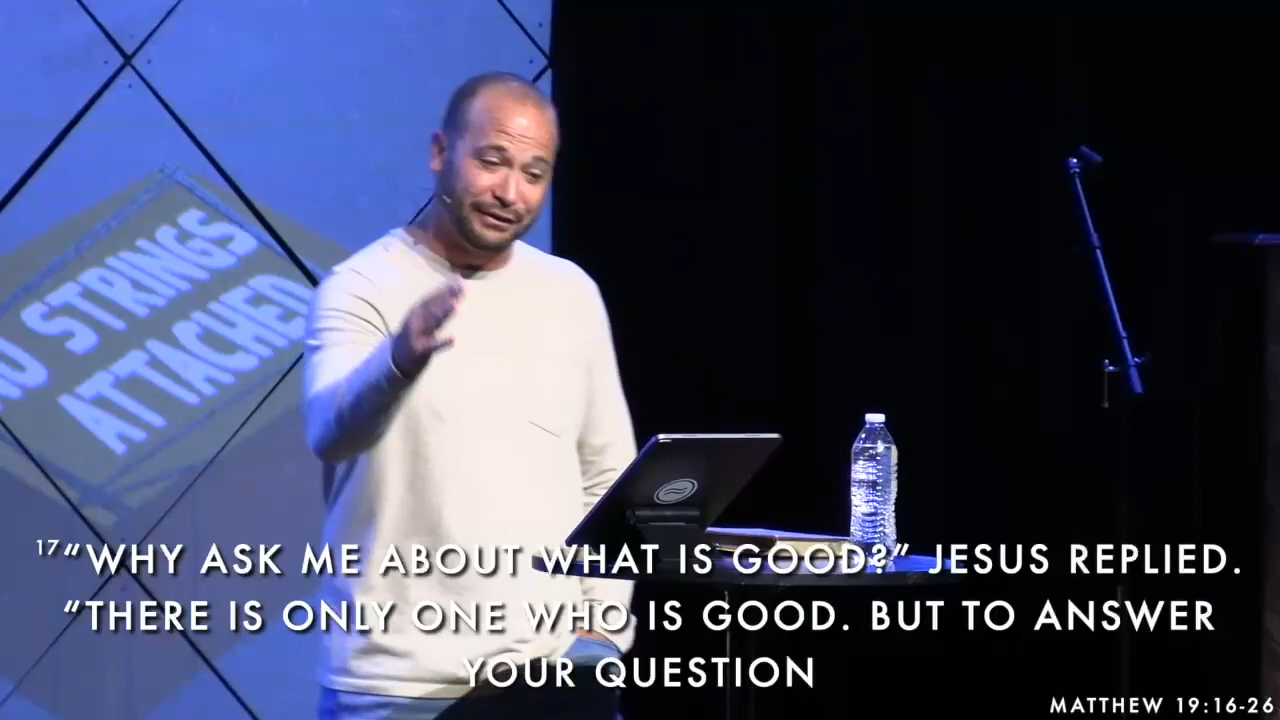 NO STRINGS
ATTACHED
17“WHY ASK ME ABOUT WHAT IS GOOD?” JESUS REPLIED.
“THERE IS ONLY ONE WHO IS GOOD. BUT TO ANSWER
YOUR QUESTION
MATTHEW 19:16-26